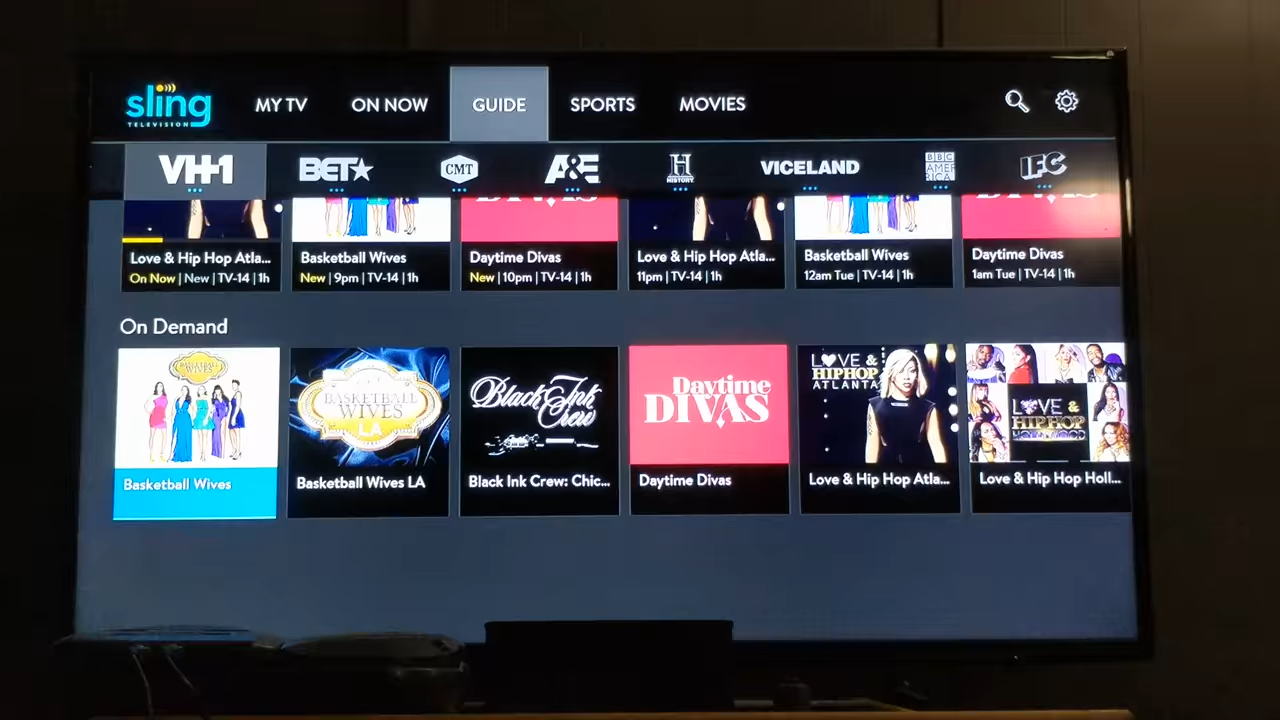 sling
TELEVISION
MY TV
ON NOW
GUIDE
SPORTS
MOVIES
VH1
BET
CMT
A&E
H
HISTORY
VICELAND
BBC
AMERICA
IFC
DIVAS
DIVAS
Love & Hip Hop Atla...
On Now | New | TV-14 | 1h
Basketball Wives
New | 9pm | TV-14 | 1h
Daytime Divas
New | 10pm | TV-14 | 1h
Love & Hip Hop Atla...
11pm | TV-14 | 1h
Basketball Wives
12am Tue | TV-14 | 1h
Daytime Divas
1am Tue | TV-14 | 1h
On Demand
BASKETBALL
WIVES
Basketball Wives
BASKETBALL
WIVES
LA
Basketball Wives LA
Black Ink
Crew
Black Ink Crew: Chic...
Daytime
DIVAS
Daytime Divas
LOVE &
HIPHOP
ATLANTA
Love & Hip Hop Atla...
LOVE &
HIPHOP
HOLLYWOOD
Love & Hip Hop Holl...